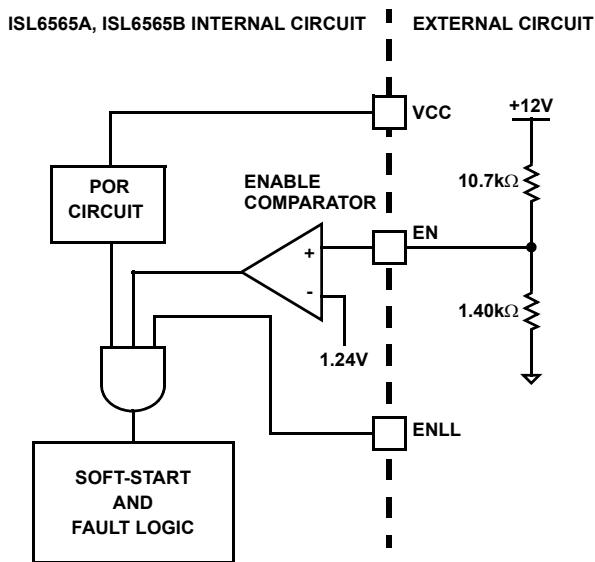 ISL6565A, ISL6565B INTERNAL CIRCUIT
EXTERNAL CIRCUIT
VCC
+12V
POR
CIRCUIT
ENABLE
COMPARATOR
10.7kΩ
EN
+
-
1.40kΩ
1.24V
ENLL
SOFT-START
AND
FAULT LOGIC